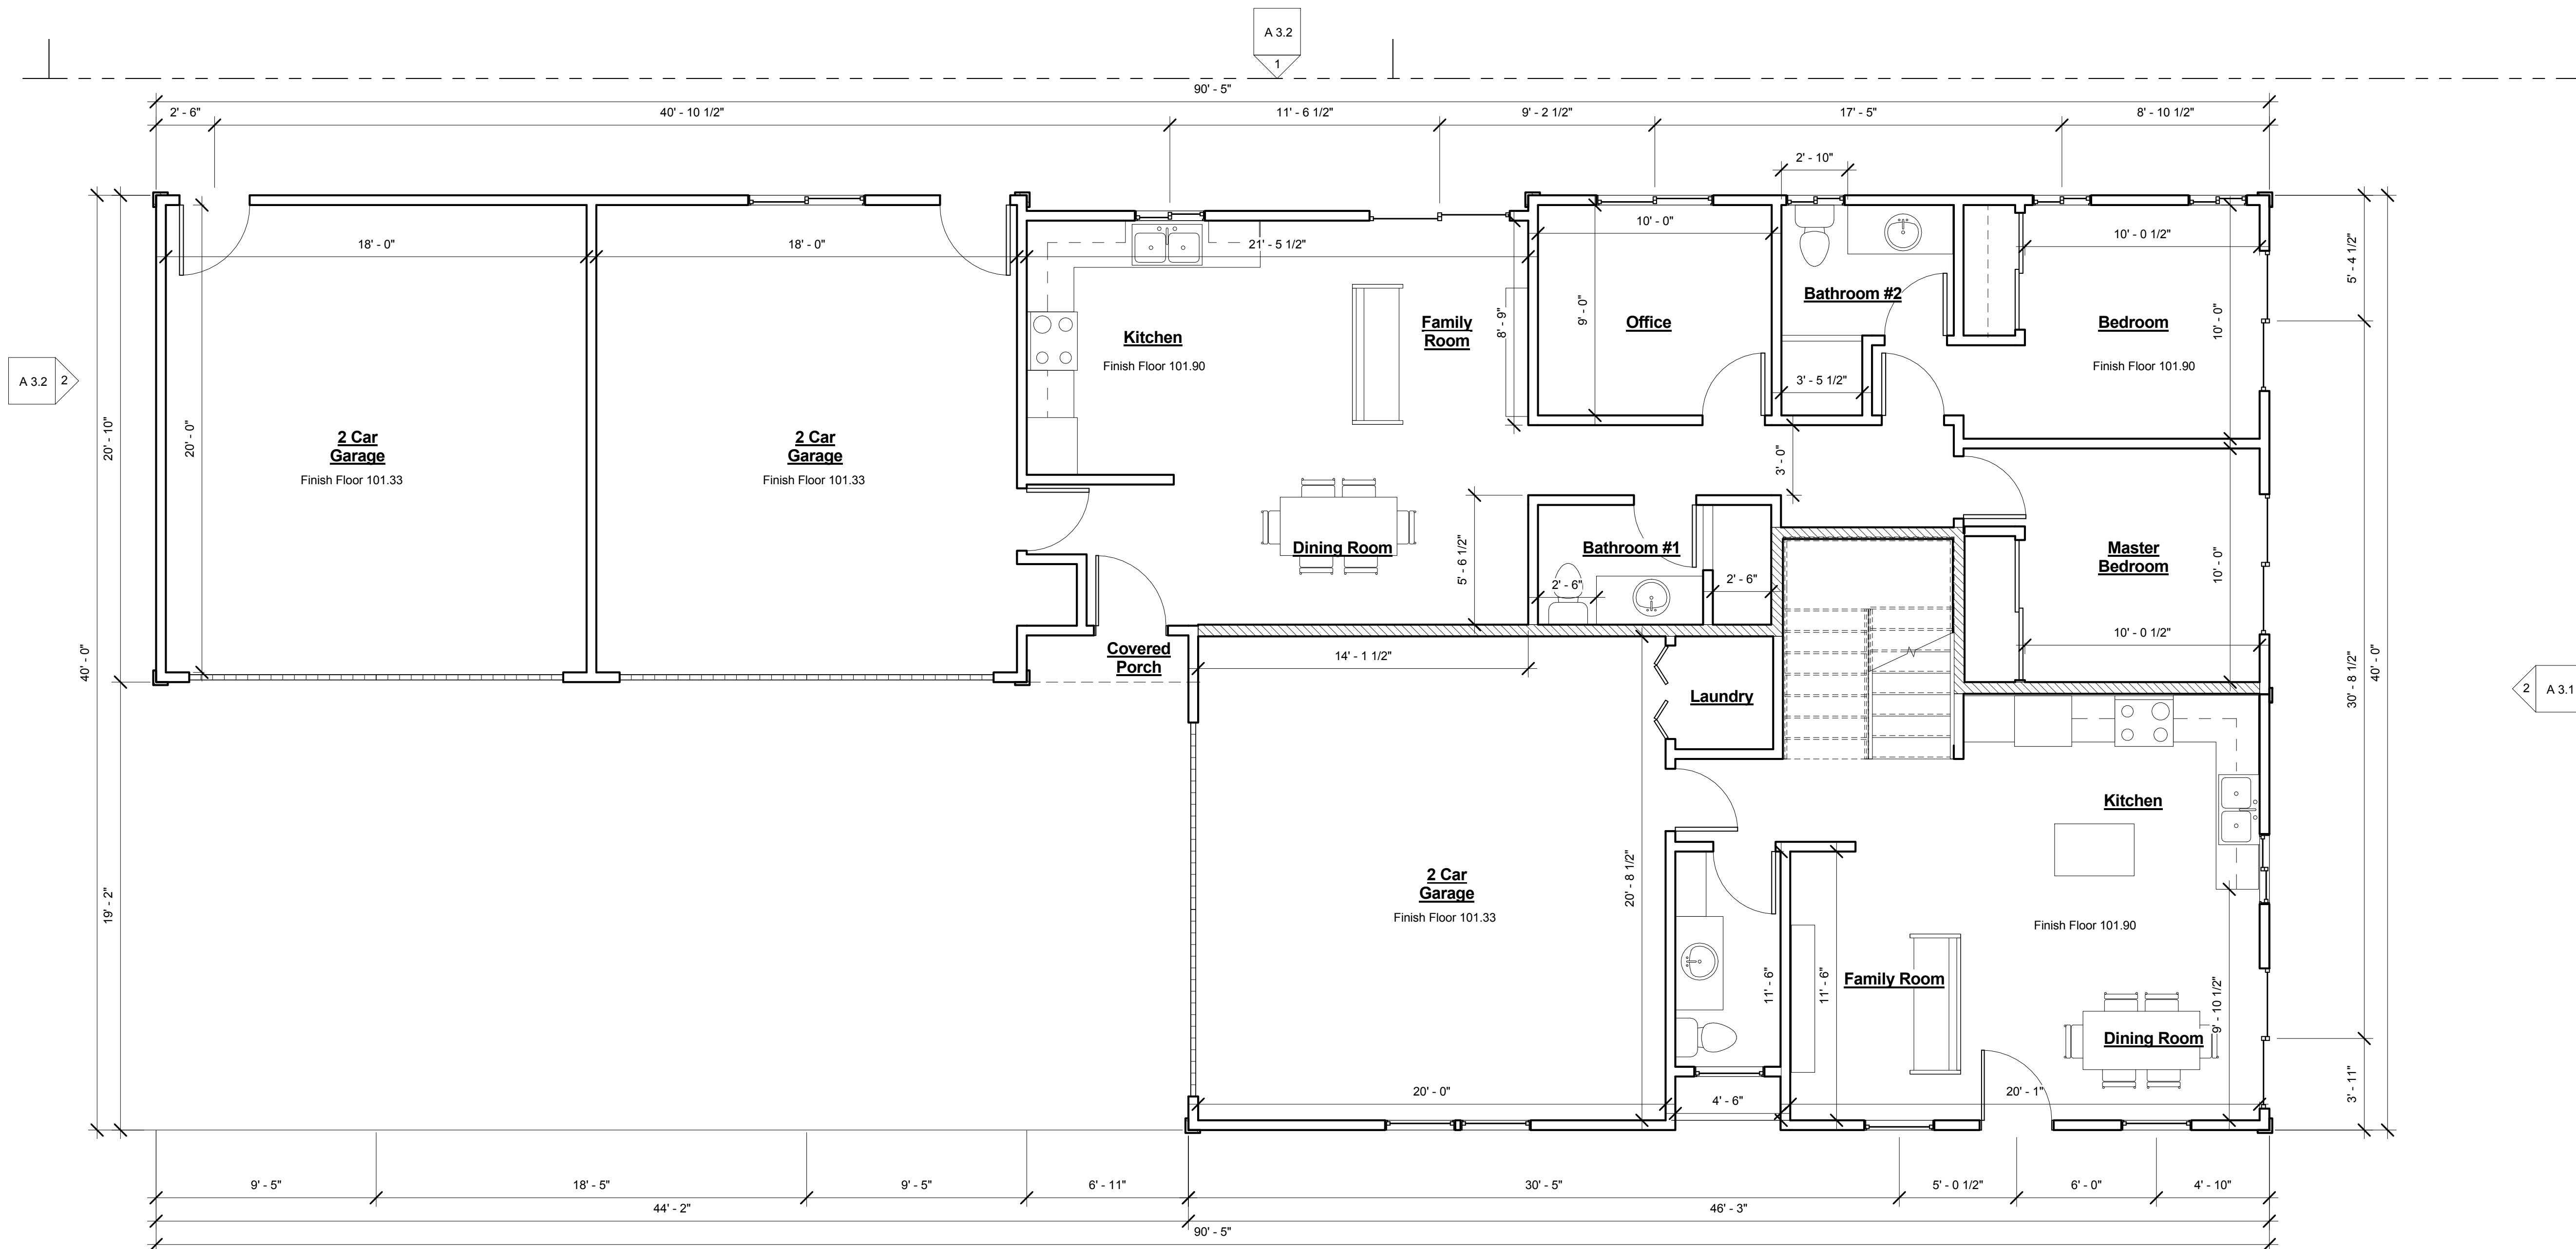 A 3.2
1
90' - 5"
2' - 6"
40' - 10 1/2"
11' - 6 1/2"
9' - 2 1/2"
17' - 5"
8' - 10 1/2"
2' - 10"
18' - 0"
18' - 0"
21' - 5 1/2"
10' - 0"
10' - 0 1/2"
5' - 4 1/2"
Bathroom #2
9' - 0"
8' - 9"
10' - 0"
Kitchen
Finish Floor 101.90
Family
Room
Office
Bedroom
Finish Floor 101.90
A 3.2
2
3' - 5 1/2"
20' - 10"
20' - 0"
2 Car
Garage
Finish Floor 101.33
2 Car
Garage
Finish Floor 101.33
3' - 0"
Dining Room
5' - 6 1/2"
Bathroom #1
2' - 6"
2' - 6"
Master
Bedroom
10' - 0"
10' - 0 1/2"
40' - 0"
Covered
Porch
14' - 1 1/2"
Laundry
30' - 8 1/2"
40' - 0"
2
A 3.1
Kitchen
19' - 2"
2 Car
Garage
Finish Floor 101.33
20' - 8 1/2"
Finish Floor 101.90
11' - 6"
11' - 6"
Family Room
9' - 10 1/2"
Dining Room
20' - 0"
4' - 6"
20' - 1"
3' - 11"
9' - 5"
18' - 5"
9' - 5"
6' - 11"
30' - 5"
5' - 0 1/2"
6' - 0"
4' - 10"
44' - 2"
46' - 3"
90' - 5"